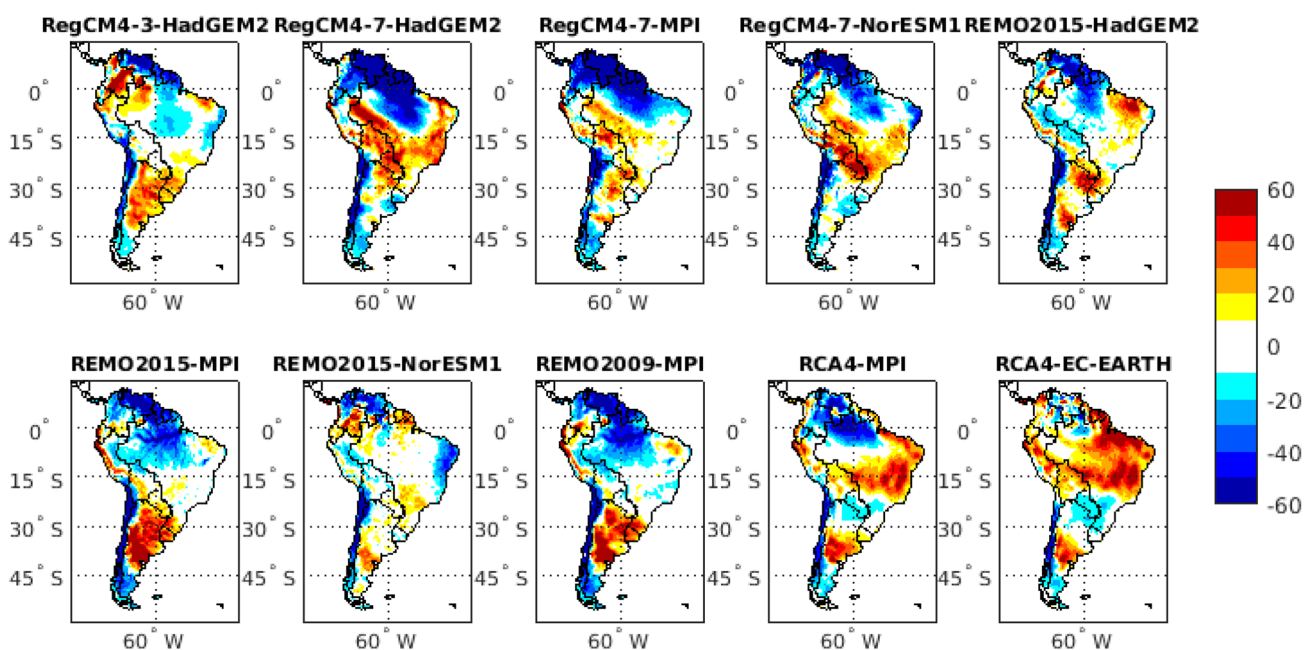 RegCM4-3-HadGEM2 RegCM4-7-HadGEM2 RegCM4-7-MPI RegCM4-7-NorESM1 REMO2015-HadGEM2
0° 0° 0° 0° 0°
15° S 15° S 15° S 15° S 15° S
30° S 30° S 30° S 30° S 30° S
45° S 45° S 45° S 45° S 45° S
60° W 60° W 60° W 60° W 60° W
REMO2015-MPI REMO2015-NorESM1 REMO2009-MPI RCA4-MPI RCA4-EC-EARTH
0° 0° 0° 0° 0°
15° S 15° S 15° S 15° S 15° S
30° S 30° S 30° S 30° S 30° S
45° S 45° S 45° S 45° S 45° S
60° W 60° W 60° W 60° W 60° W
60
40
20
0
-20
-40
-60